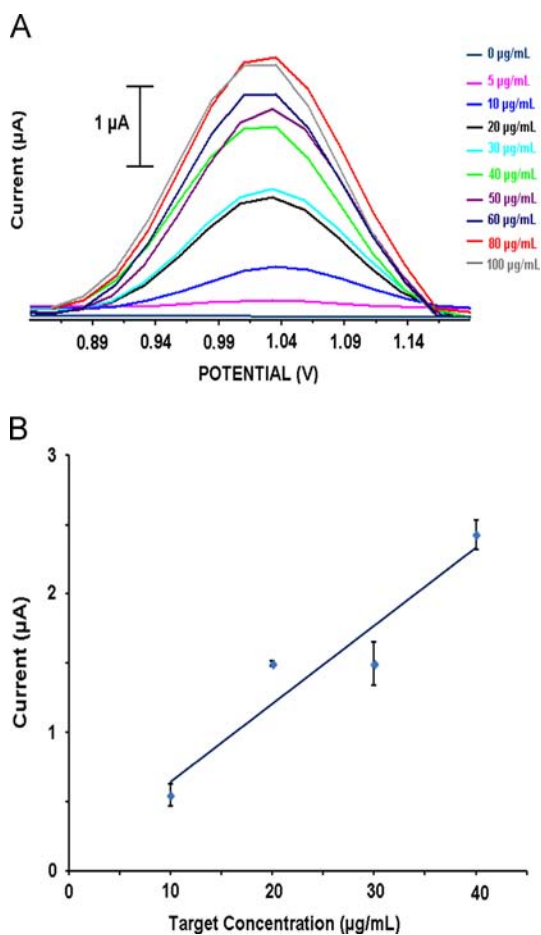 A
Current (µA)
1 µA
0 µg/mL
5 µg/mL
10 µg/mL
20 µg/mL
30 µg/mL
40 µg/mL
50 µg/mL
60 µg/mL
80 µg/mL
100 µg/mL
0.89 0.94 0.99 1.04 1.09 1.14
POTENTIAL (V)
B
Current (µA)
3
2
1
0
0 10 20 30 40
Target Concentration (µg/mL)